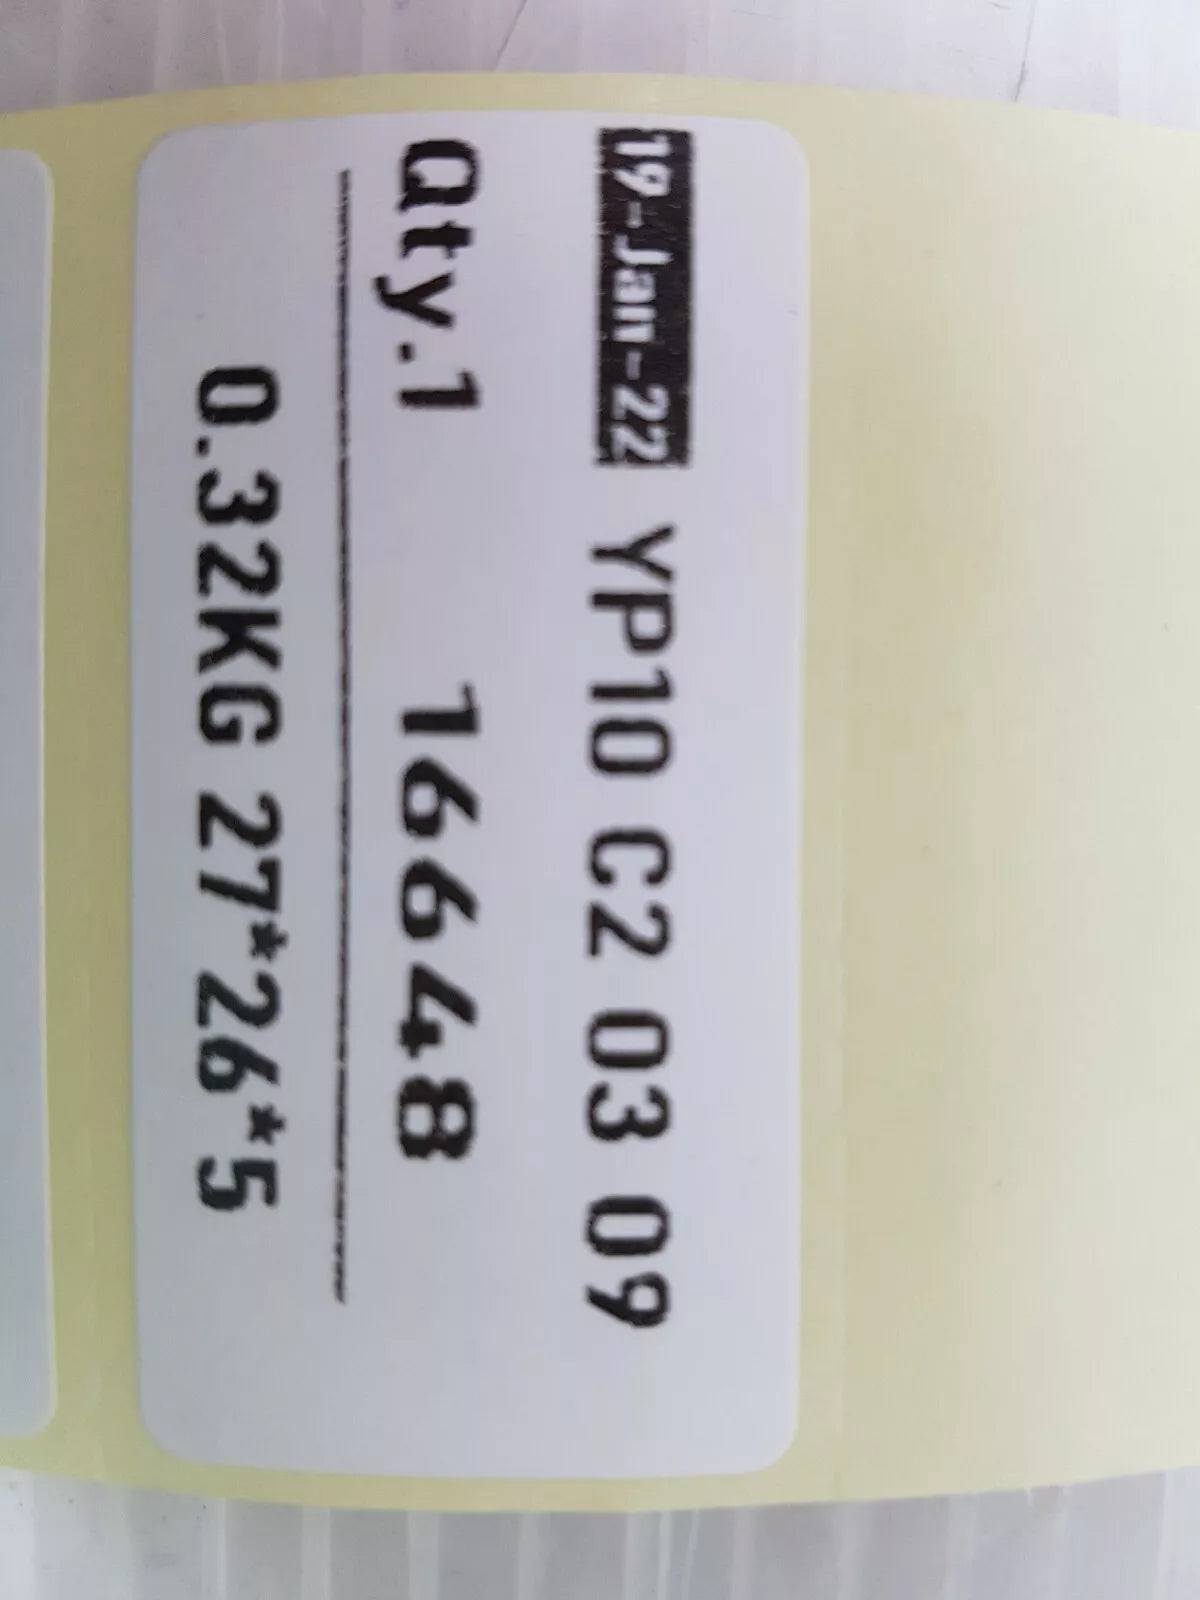 19-Jan-22 YP10 C2 03 09
Qty.1 16648
0.32KG 27*26*5